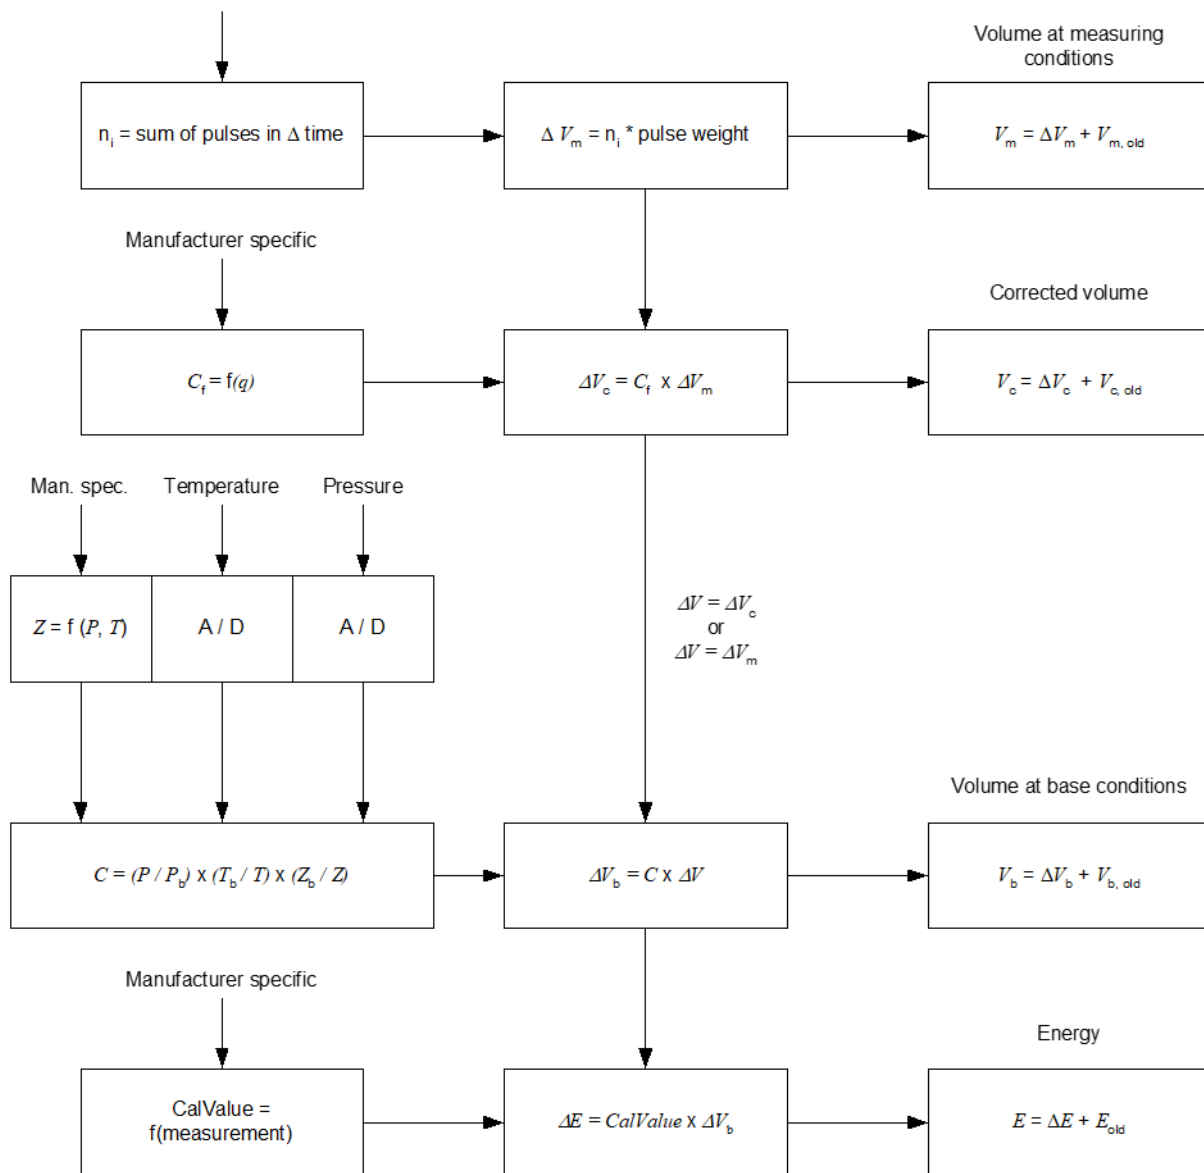 Volume at measuring
conditions
nᵢ = sum of pulses in Δ time
Δ Vₘ = nᵢ * pulse weight
Vₘ = ΔVₘ + Vₘ, old
Manufacturer specific
Corrected volume
C_f = f(q)
ΔV_c = C_f x ΔVₘ
V_c = ΔV_c + V_c, old
Man. spec.
Temperature
Pressure
Z = f (P, T)
A / D
A / D
ΔV = ΔV_c
or
ΔV = ΔVₘ
Volume at base conditions
C = (P / P_b) x (T_b / T) x (Z_b / Z)
ΔV_b = C x ΔV
V_b = ΔV_b + V_b, old
Manufacturer specific
Energy
CalValue =
f(measurement)
ΔE = CalValue x ΔV_b
E = ΔE + E_old